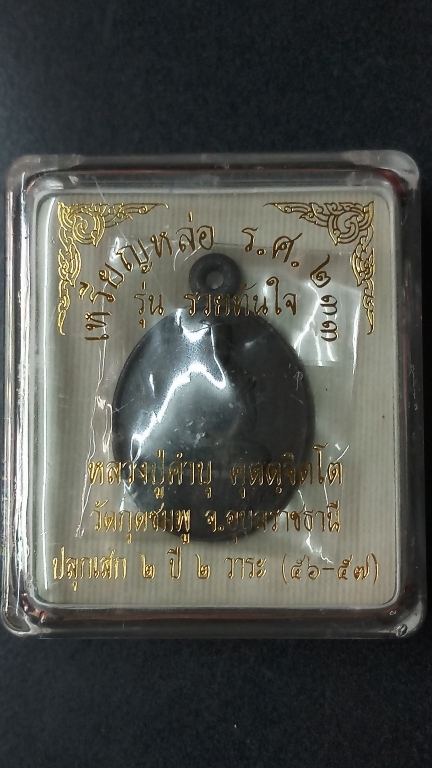 เหรียญหล่อ ร.ศ. ๒๓๓
รุ่น รวยทันใจ
หลวงปู่คำบุ คุตฺตจิตฺโต
วัดกุดชมพู จ.อุบลราชธานี
ปลุกเสก ๒ ปี ๒ วาระ (๕๖-๕๗)